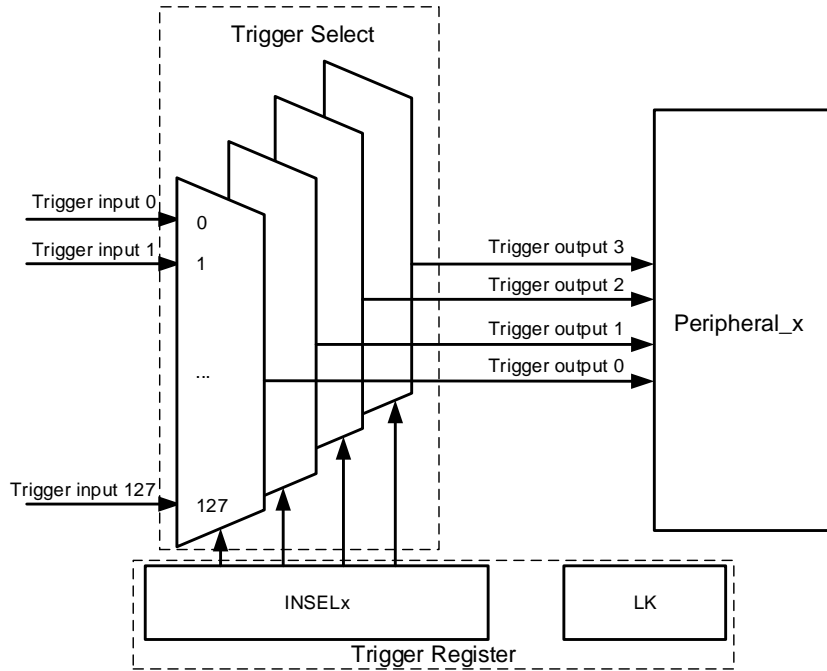 Trigger Select
Trigger input 0
0
Trigger input 1
1
Trigger output 3
Trigger output 2
Peripheral_x
Trigger output 1
Trigger output 0
...
Trigger input 127
127
INSELx
LK
Trigger Register